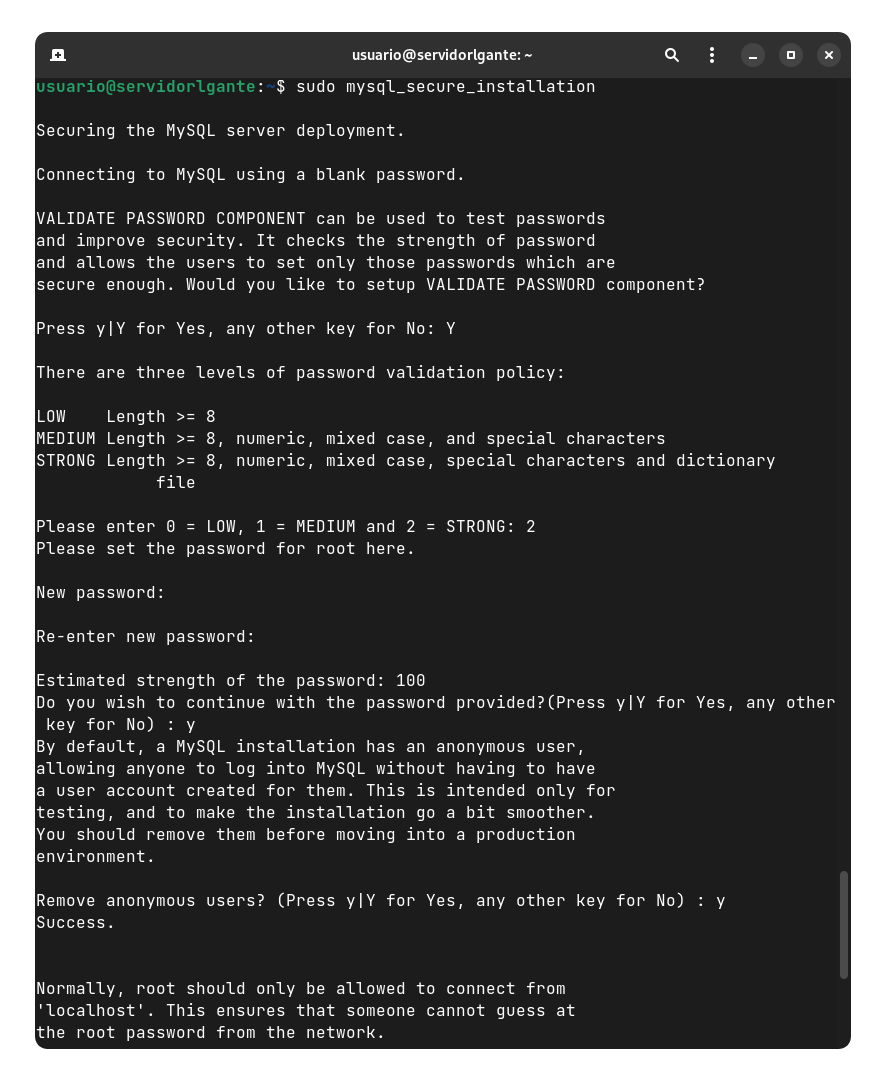 usuario@servidorlgante: ~
usuario@servidorlgante:~$ sudo mysql_secure_installation
Securing the MySQL server deployment.
Connecting to MySQL using a blank password.
VALIDATE PASSWORD COMPONENT can be used to test passwords
and improve security. It checks the strength of password
and allows the users to set only those passwords which are
secure enough. Would you like to setup VALIDATE PASSWORD component?
Press y|Y for Yes, any other key for No: Y
There are three levels of password validation policy:
LOW    Length >= 8
MEDIUM Length >= 8, numeric, mixed case, and special characters
STRONG Length >= 8, numeric, mixed case, special characters and dictionary
            file
Please enter 0 = LOW, 1 = MEDIUM and 2 = STRONG: 2
Please set the password for root here.
New password:
Re-enter new password:
Estimated strength of the password: 100
Do you wish to continue with the password provided?(Press y|Y for Yes, any other
 key for No) : y
By default, a MySQL installation has an anonymous user,
allowing anyone to log into MySQL without having to have
a user account created for them. This is intended only for
testing, and to make the installation go a bit smoother.
You should remove them before moving into a production
environment.
Remove anonymous users? (Press y|Y for Yes, any other key for No) : y
Success.
Normally, root should only be allowed to connect from
'localhost'. This ensures that someone cannot guess at
the root password from the network.